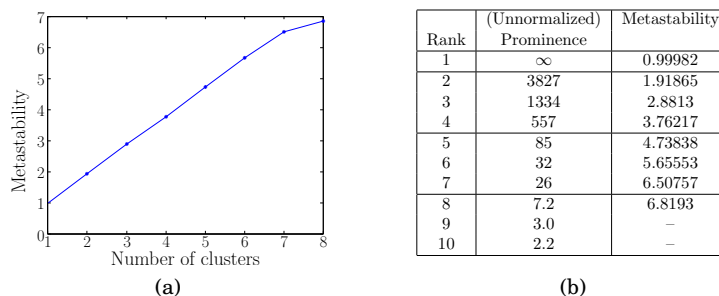 7
6
5
4
3
2
1
0
Metastability
1 2 3 4 5 6 7 8
Number of clusters
(a)
(Unnormalized) Metastability
Rank Prominence
1 ∞ 0.99982
2 3827 1.91865
3 1334 2.8813
4 557 3.76217
5 85 4.73838
6 32 5.65553
7 26 6.50757
8 7.2 6.8193
9 3.0 –
10 2.2 –
(b)